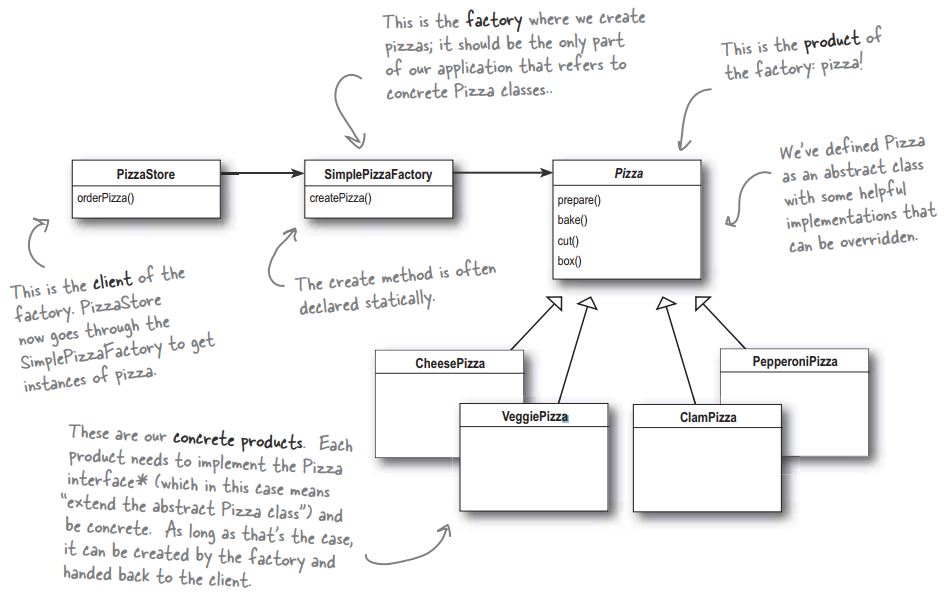 This is the factory where we create
pizzas; it should be the only part
of our application that refers to
concrete Pizza classes..
This is the product of
the factory: pizza!
PizzaStore
orderPizza()
SimplePizzaFactory
createPizza()
Pizza
prepare()
bake()
cut()
box()
We've defined Pizza
as an abstract class
with some helpful
implementations that
can be overridden.
This is the client of the
factory. PizzaStore
now goes through the
SimplePizzaFactory to get
instances of pizza.
The create method is often
declared statically.
CheesePizza
VeggiePizza
ClamPizza
PepperoniPizza
These are our concrete products. Each
product needs to implement the Pizza
interface* (which in this case means
"extend the abstract Pizza class") and
be concrete. As long as that's the case,
it can be created by the factory and
handed back to the client.